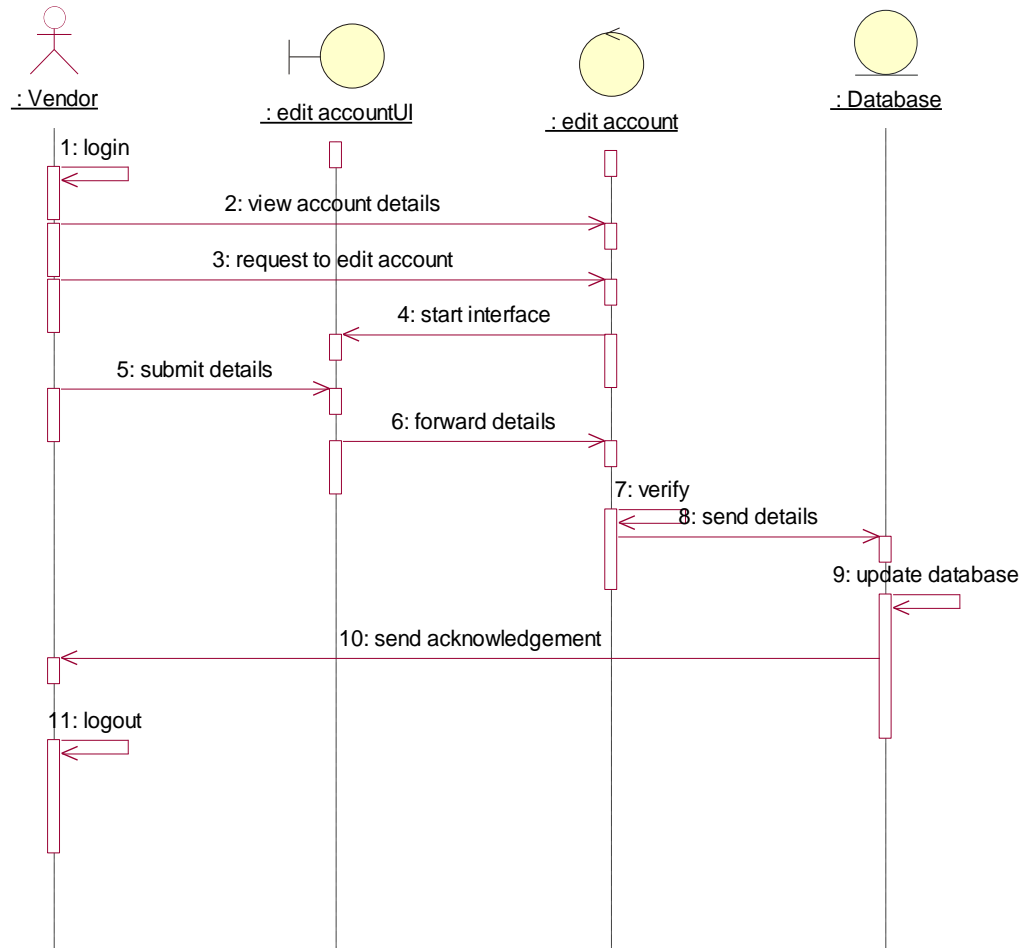 : Vendor
: edit accountUI
: edit account
: Database
1: login
2: view account details
3: request to edit account
4: start interface
5: submit details
6: forward details
7: verify
8: send details
9: update database
10: send acknowledgement
11: logout